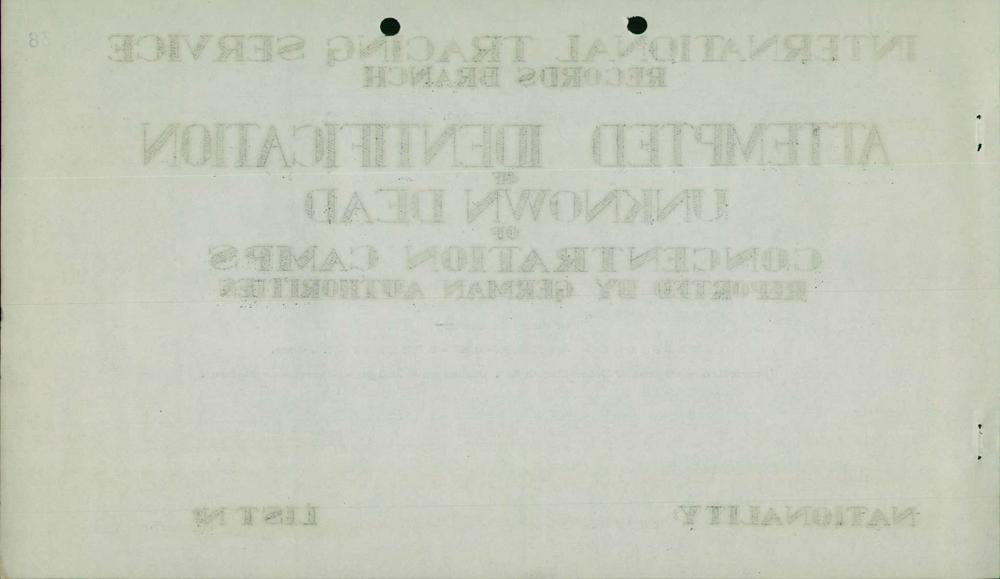 38
INTERNATIONAL TRACING SERVICE
RECORDS BRANCH
ATTEMPTED IDENTIFICATION
OF
UNKNOWN DEAD
OF
CONCENTRATION CAMPS
REPORTED BY GERMAN AUTHORITIES
NATIONALITY: LIST Nº